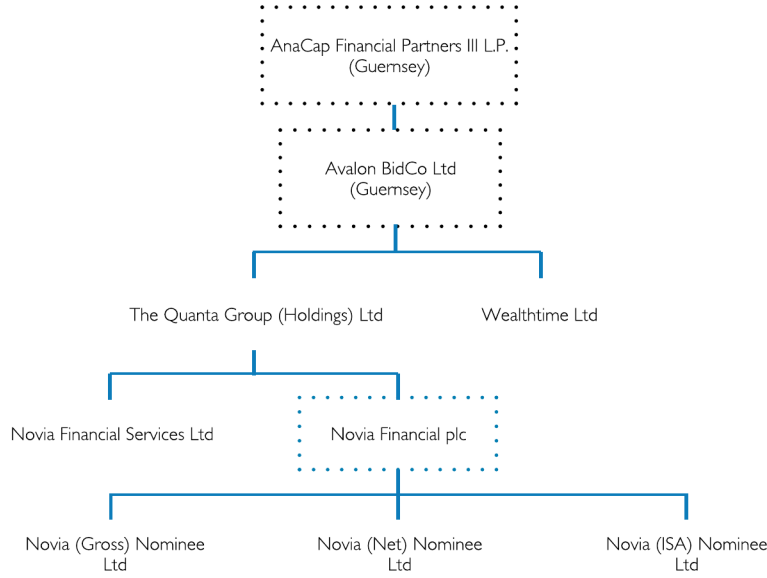 AnaCap Financial Partners III L.P.
(Guernsey)
Avalon BidCo Ltd
(Guernsey)
The Quanta Group (Holdings) Ltd
Wealthtime Ltd
Novia Financial Services Ltd
Novia Financial plc
Novia (Gross) Nominee
Ltd
Novia (Net) Nominee
Ltd
Novia (ISA) Nominee
Ltd